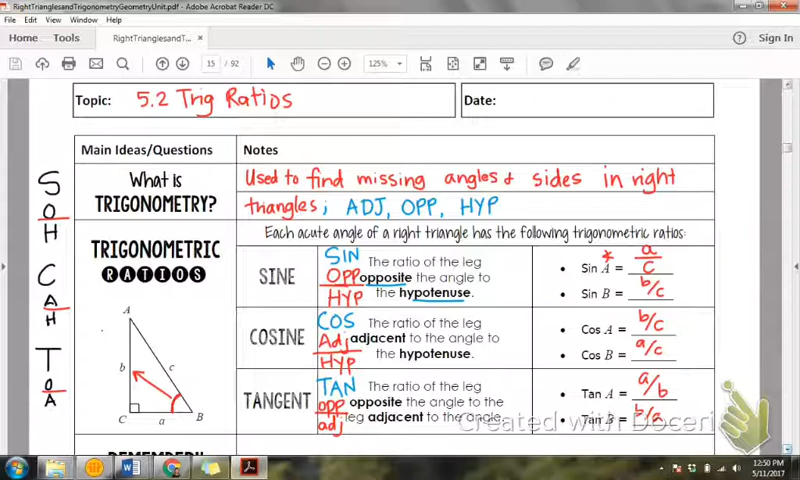 RightTrianglesandTrigonometryGeometryUnit.pdf - Adobe Acrobat Reader DC
File Edit View Window Help
Home Tools RightTrianglesandT... × Sign In
15 / 92 125%
Topic: 5.2 Trig Ratios Date:
Main Ideas/Questions Notes
What is TRIGONOMETRY?
Used to find missing angles & sides in right
triangles; ADJ, OPP, HYP
S
O
H
C
A
H
T
O
A
TRIGONOMETRIC
RATIOS
A
b c
C a B
Each acute angle of a right triangle has the following trigonometric ratios:
SINE
SIN
OPP
HYP
The ratio of the leg
opposite the angle to
the hypotenuse.
• Sin A = a/c
*
• Sin B = b/c
COSINE
COS
Adj
HYP
The ratio of the leg
adjacent to the angle to
the hypotenuse.
• Cos A = b/c
• Cos B = a/c
TANGENT
TAN
opp
adj
The ratio of the leg
opposite the angle to the
leg adjacent to the angle.
• Tan A = a/b
• Tan B = b/a
Created with Doceri
REMEMBER!
12:50 PM
5/11/2017